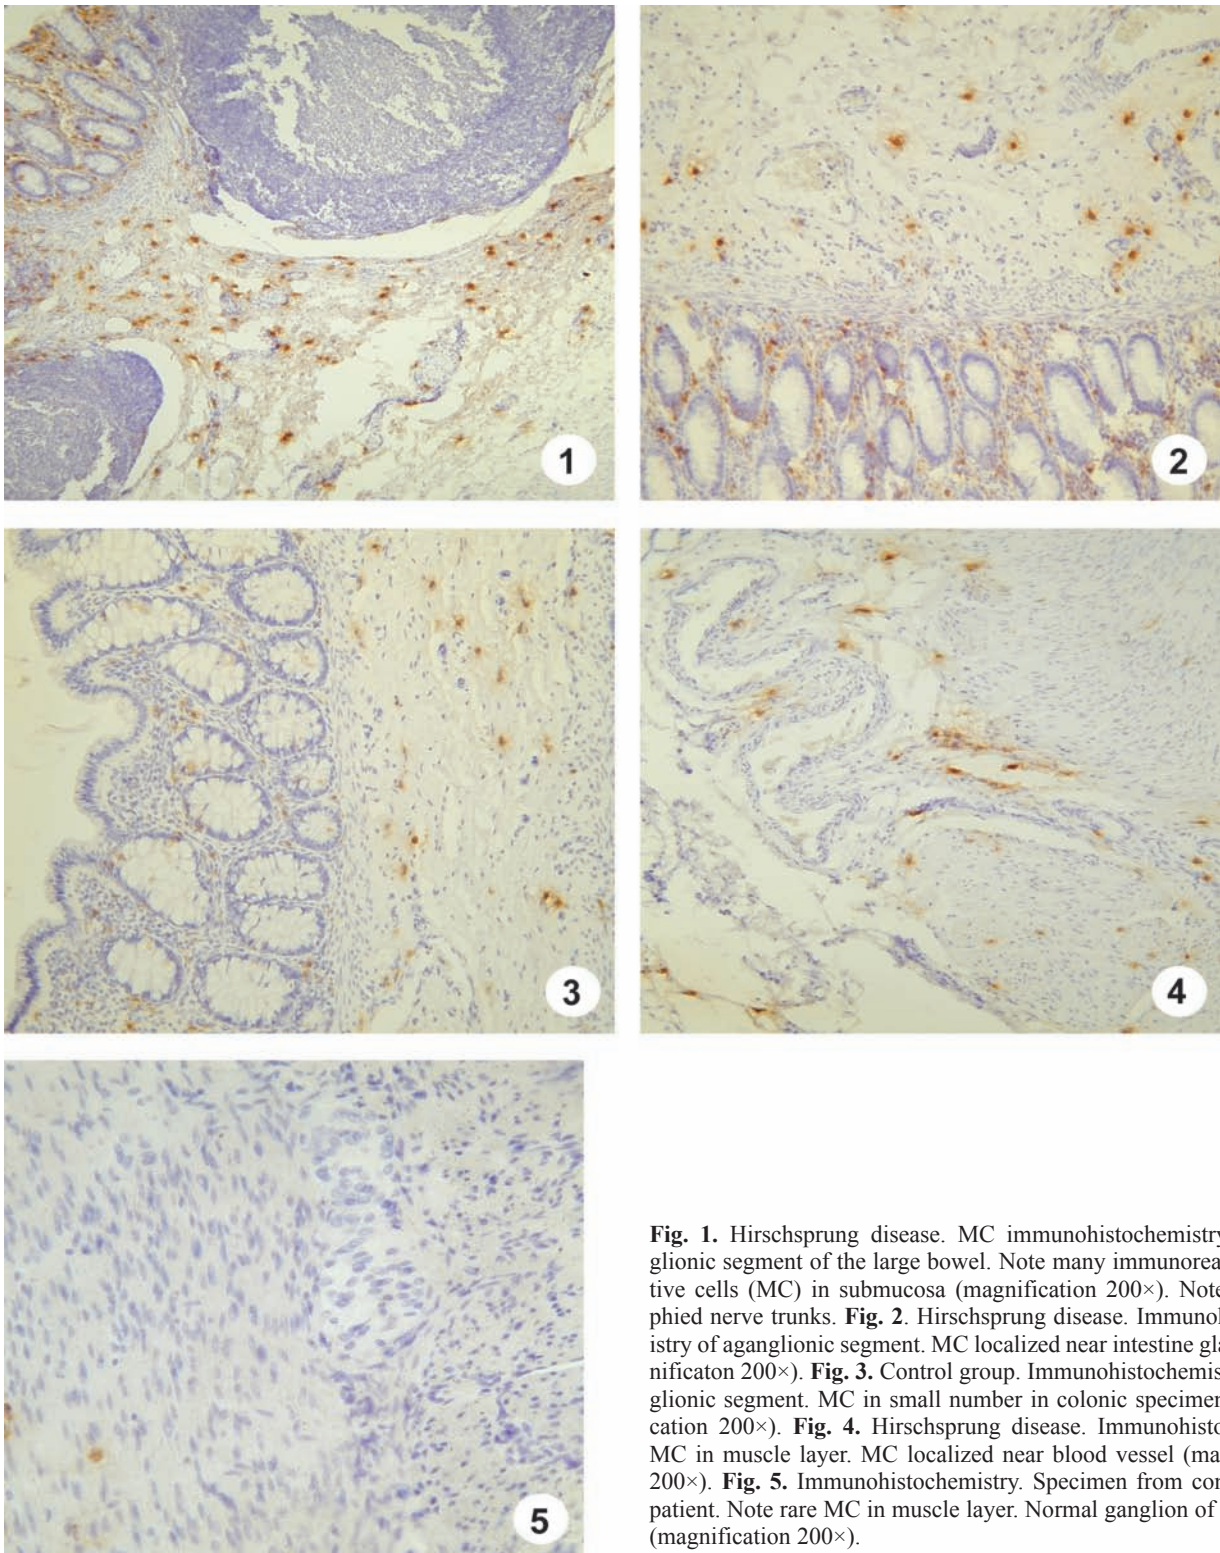 1
2
3
4
5
Fig. 1. Hirschsprung disease. MC immunohistochemistry
glionic segment of the large bowel. Note many immunorea
tive cells (MC) in submucosa (magnification 200×). Note
phied nerve trunks. Fig. 2. Hirschsprung disease. Immunol
istry of aganglionic segment. MC localized near intestine gla
nificaton 200×). Fig. 3. Control group. Immunohistochemis
glionic segment. MC in small number in colonic specimen
cation 200×). Fig. 4. Hirschsprung disease. Immunohisto
MC in muscle layer. MC localized near blood vessel (ma
200×). Fig. 5. Immunohistochemistry. Specimen from con
patient. Note rare MC in muscle layer. Normal ganglion of
(magnification 200×).